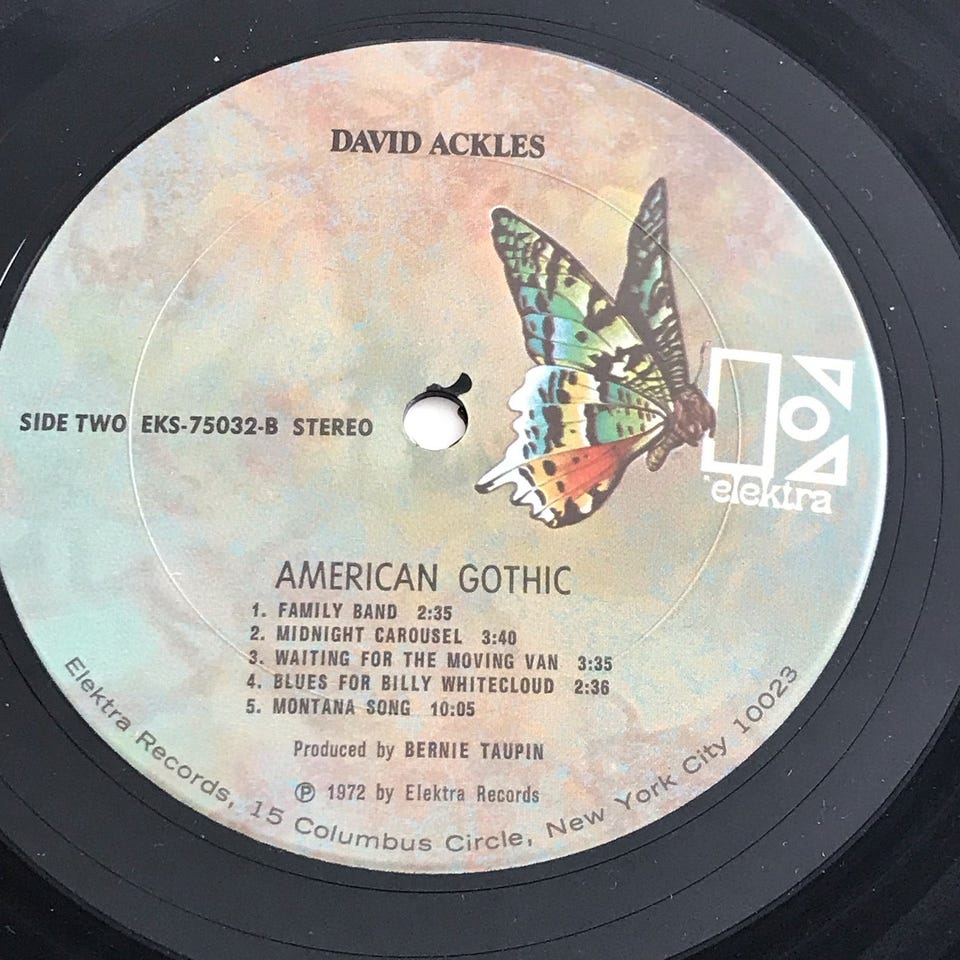 DAVID ACKLES
SIDE TWO EKS-75032-B STEREO
elektra
AMERICAN GOTHIC
1. FAMILY BAND 2:35
2. MIDNIGHT CAROUSEL 3:40
3. WAITING FOR THE MOVING VAN 3:35
4. BLUES FOR BILLY WHITECLOUD 2:36
5. MONTANA SONG 10:05
Produced by BERNIE TAUPIN
℗ 1972 by Elektra Records
Elektra Records, 15 Columbus Circle, New York City 10023